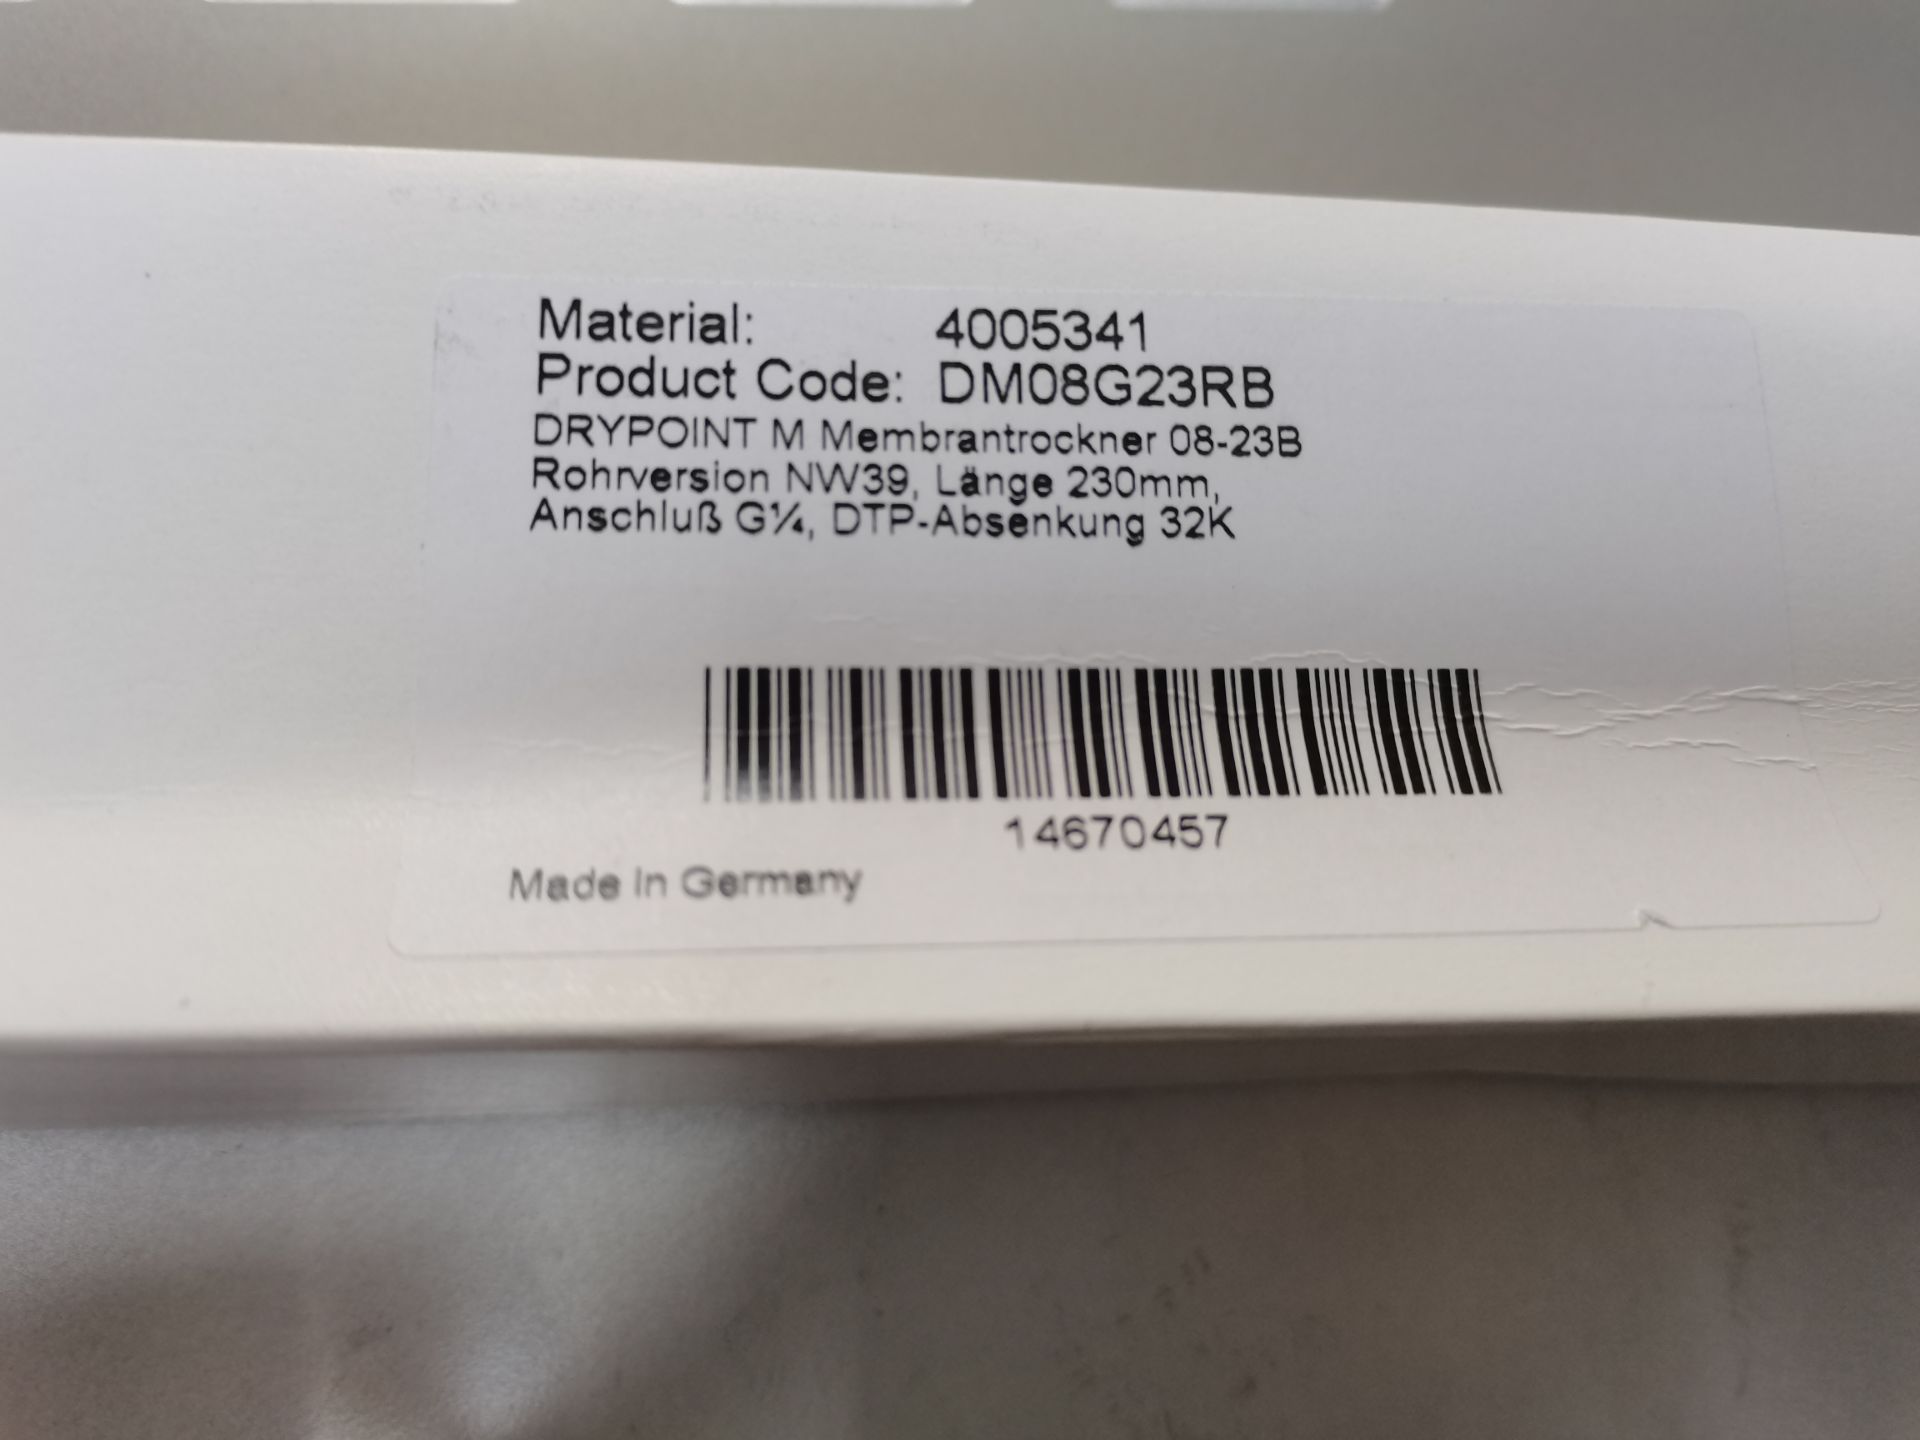 Material: 4005341
Product Code: DM08G23RB
DRYPOINT M Membrantrockner 08-23B
Rohrversion NW39, Länge 230mm,
Anschluß G¼, DTP-Absenkung 32K
14670457
Made in Germany